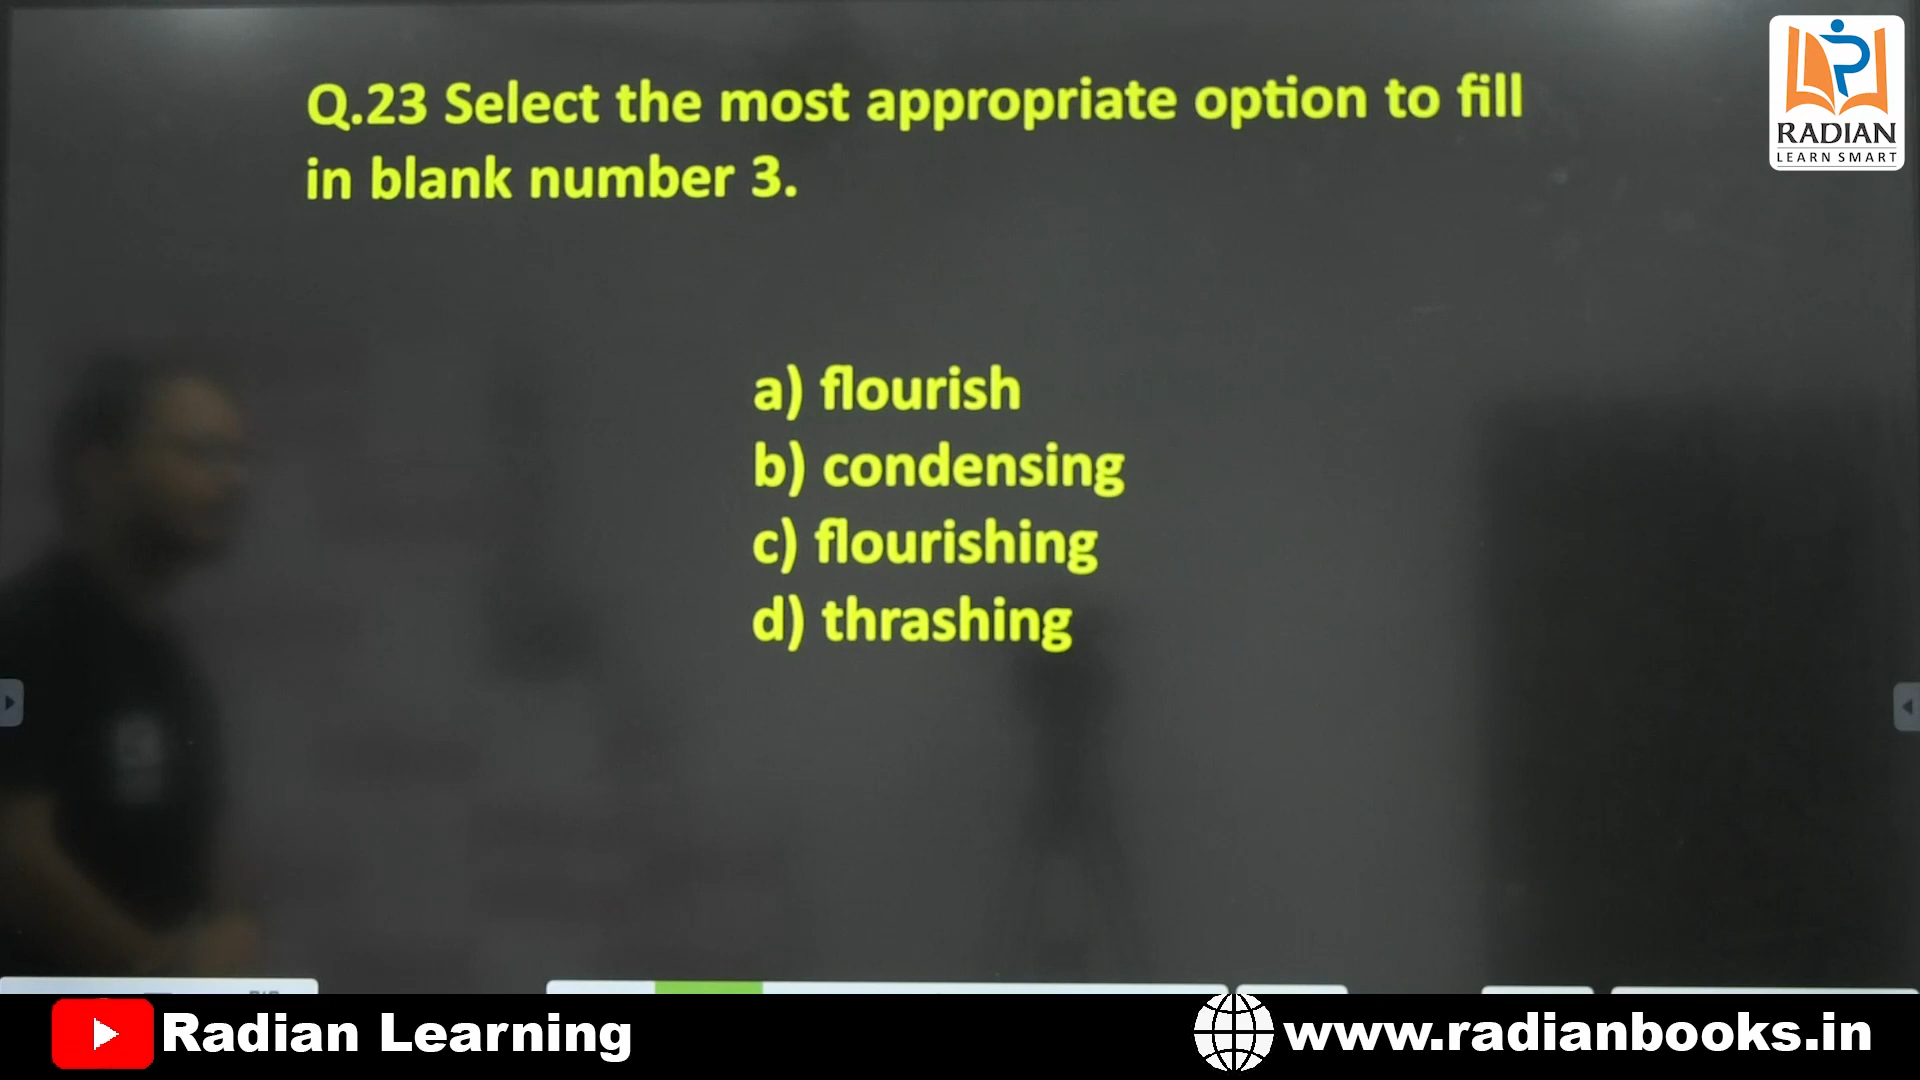 RADIAN
LEARN SMART
Q.23 Select the most appropriate option to fill
in blank number 3.
a) flourish
b) condensing
c) flourishing
d) thrashing
Radian Learning
www.radianbooks.in